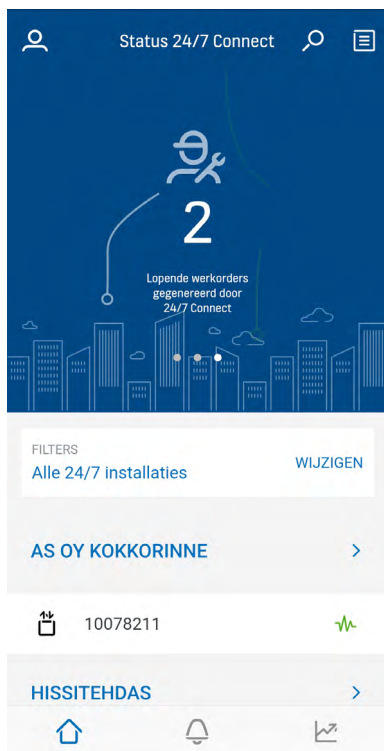 Status 24/7 Connect
2
Lopende werkorders
gegenereerd door
24/7 Connect
FILTERS
Alle 24/7 installaties
WIJZIGEN
AS OY KOKKORINNE
10078211
HISSITEHDAS